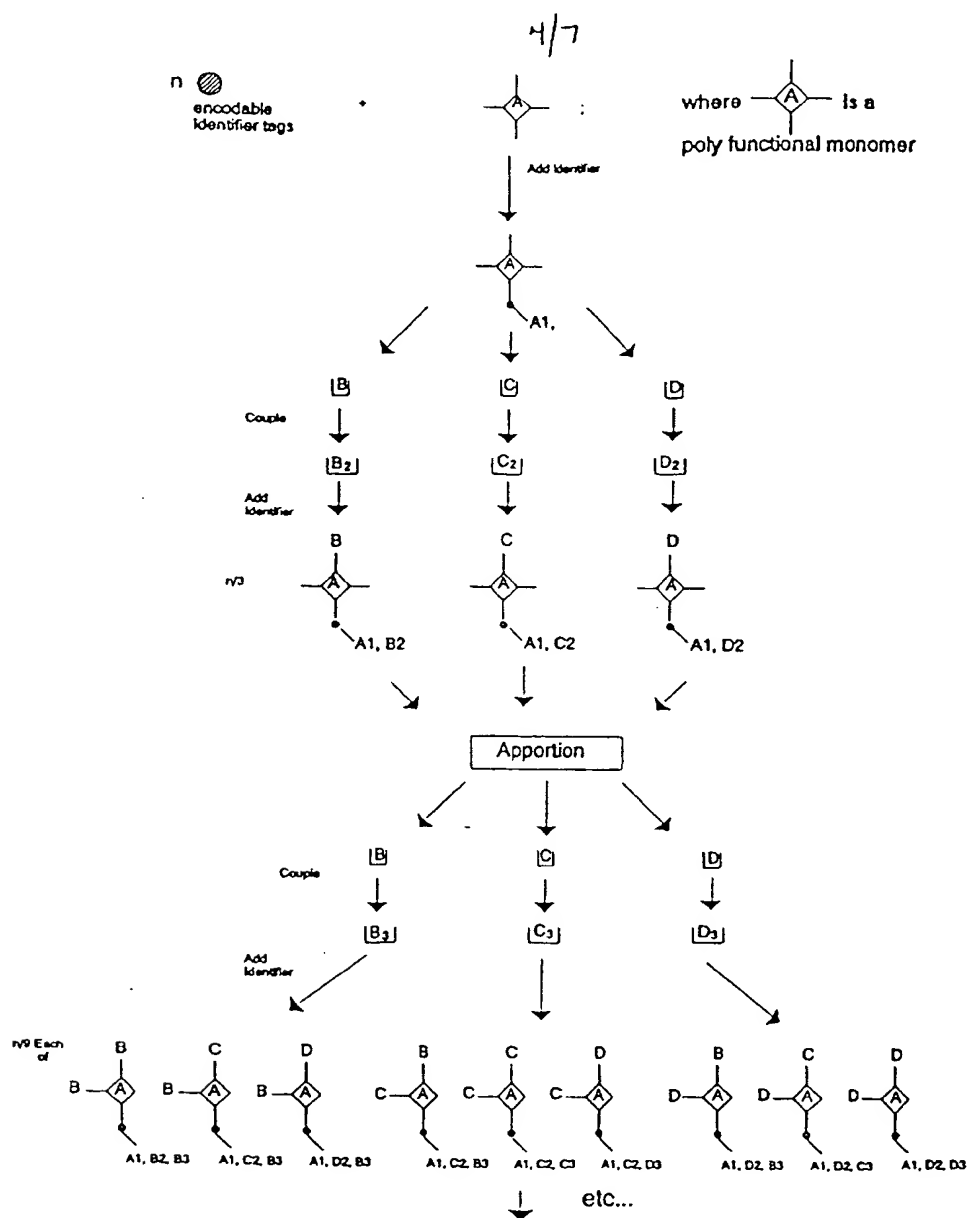 4/7
n
encodable
Identifier tags
+
A
;
where A Is a
poly functional monomer
Add Identifier
A
A1,
B C D
Couple
B2 C2 D2
Add
Identifier
B C D
n/3
A A A
A1, B2 A1, C2 A1, D2
Apportion
B C D
Couple
B3 C3 D3
Add
Identifier
n/9 Each
of
B C D B C D B C D
B A B A B A C A C A C A D A D A D A
A1, B2, B3 A1, C2, B3 A1, D2, B3 A1, C2, B3 A1, C2, C3 A1, C2, D3 A1, D2, B3 A1, D2, C3 A1, D2, D3
etc...